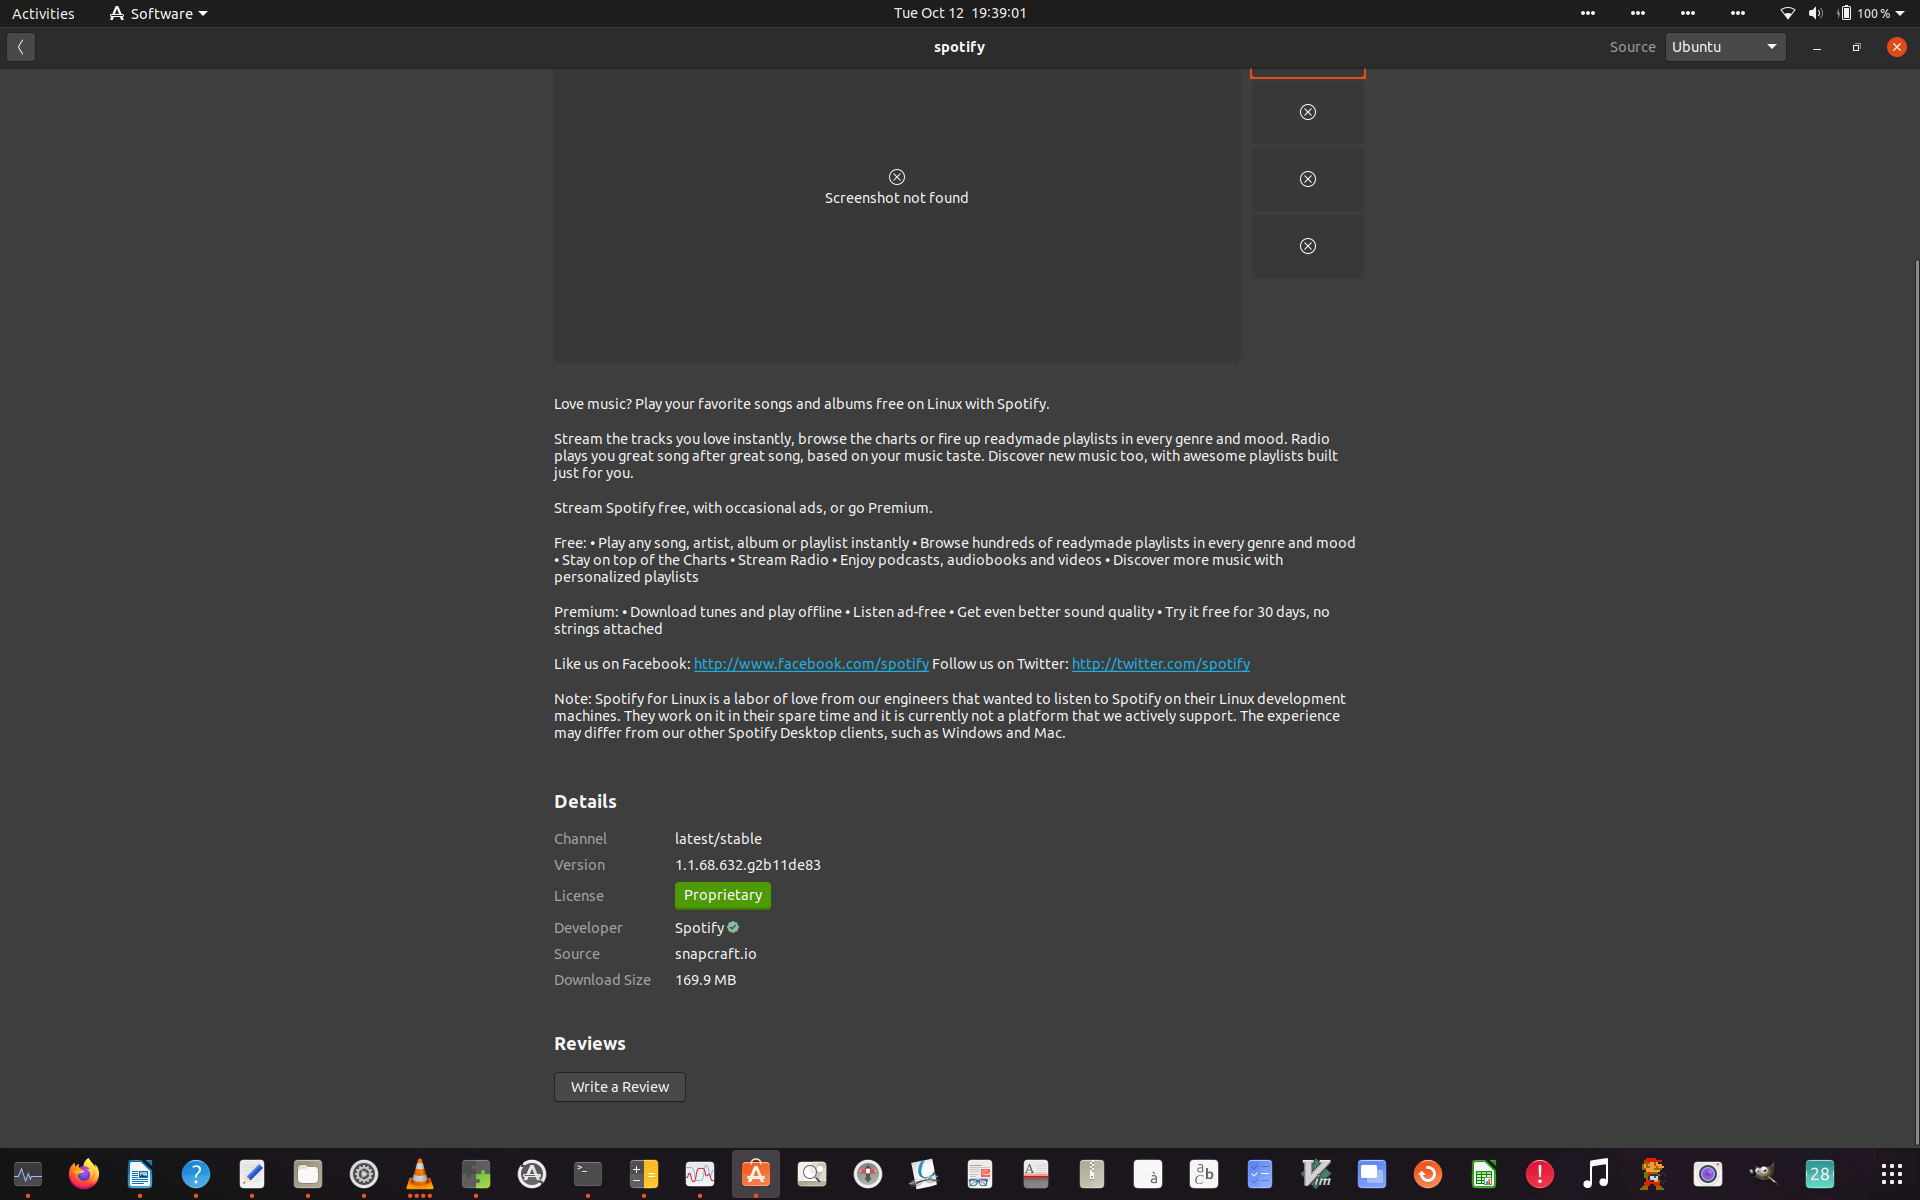 Activities
Software
Tue Oct 12 19:39:01
100 %
spotify
Source
Ubuntu
Screenshot not found
Love music? Play your favorite songs and albums free on Linux with Spotify.
Stream the tracks you love instantly, browse the charts or fire up readymade playlists in every genre and mood. Radio
plays you great song after great song, based on your music taste. Discover new music too, with awesome playlists built
just for you.
Stream Spotify free, with occasional ads, or go Premium.
Free: • Play any song, artist, album or playlist instantly • Browse hundreds of readymade playlists in every genre and mood
• Stay on top of the Charts • Stream Radio • Enjoy podcasts, audiobooks and videos • Discover more music with
personalized playlists
Premium: • Download tunes and play offline • Listen ad-free • Get even better sound quality • Try it free for 30 days, no
strings attached
Like us on Facebook: http://www.facebook.com/spotify Follow us on Twitter: http://twitter.com/spotify
Note: Spotify for Linux is a labor of love from our engineers that wanted to listen to Spotify on their Linux development
machines. They work on it in their spare time and it is currently not a platform that we actively support. The experience
may differ from our other Spotify Desktop clients, such as Windows and Mac.
Details
Channel latest/stable
Version 1.1.68.632.g2b11de83
License Proprietary
Developer Spotify
Source snapcraft.io
Download Size 169.9 MB
Reviews
Write a Review
28